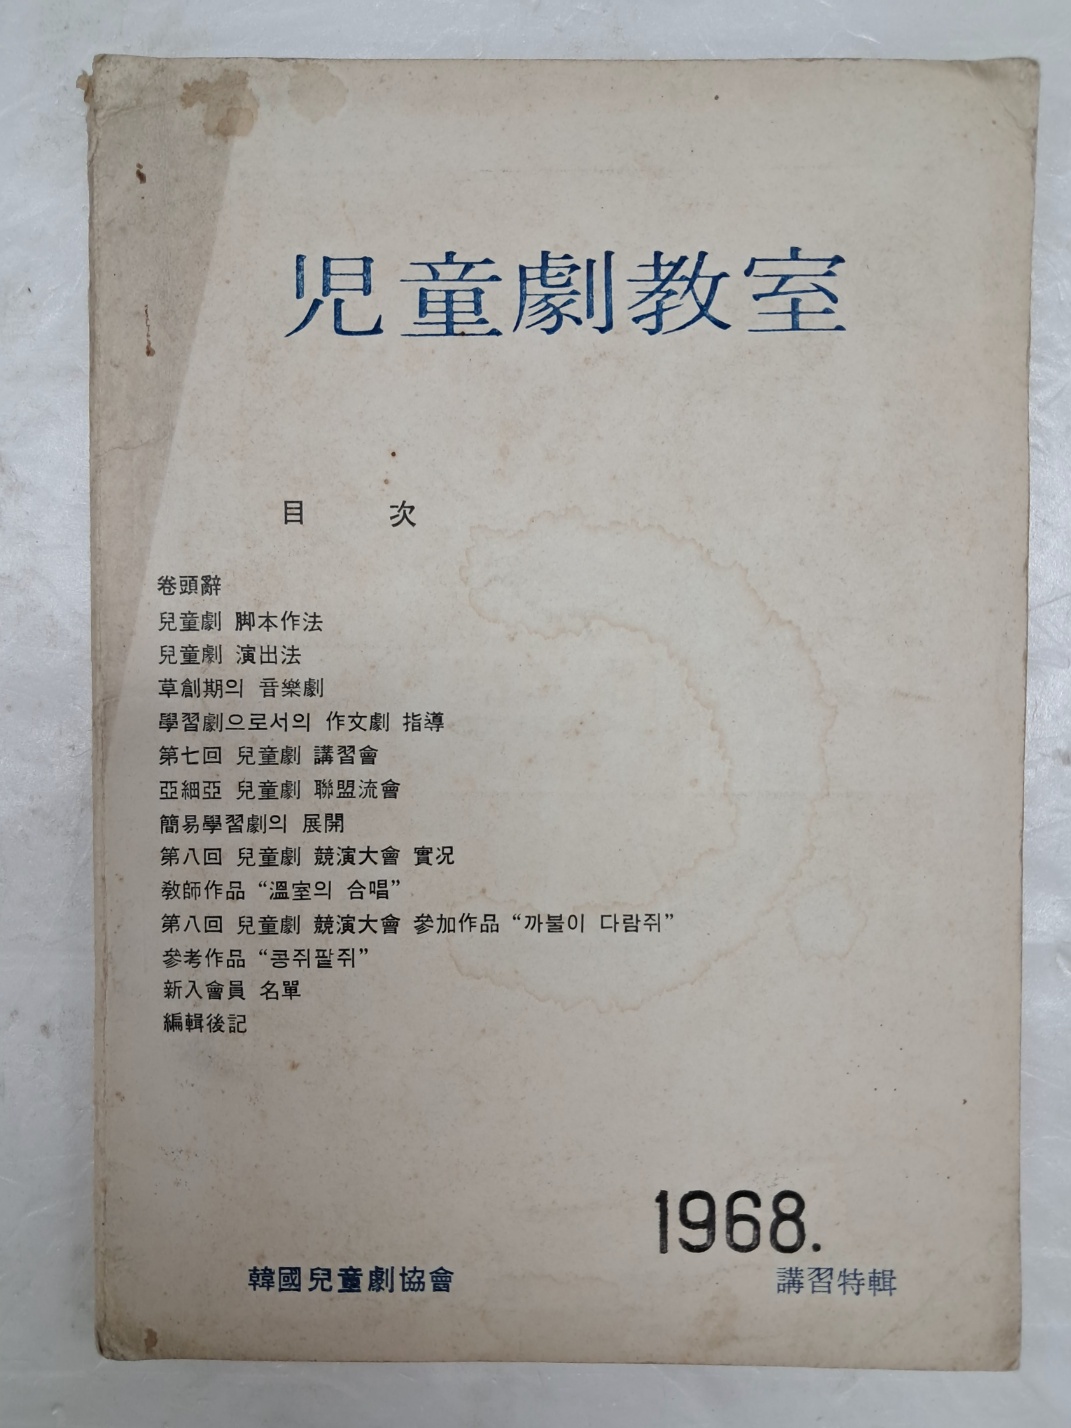 児童劇教室
目 次
卷頭辭
兒童劇 脚本作法
兒童劇 演出法
草創期의 音樂劇
學習劇으로서의 作文劇 指導
第七回 兒童劇 講習會
亞細亞 兒童劇 聯盟流會
簡易學習劇의 展開
第八回 兒童劇 競演大會 實况
敎師作品 “溫室의 合唱”
第八回 兒童劇 競演大會 參加作品 “까불이 다람쥐”
參考作品 “콩쥐팥쥐”
新入會員 名單
編輯後記
1968.
韓國兒童劇協會 講習特輯